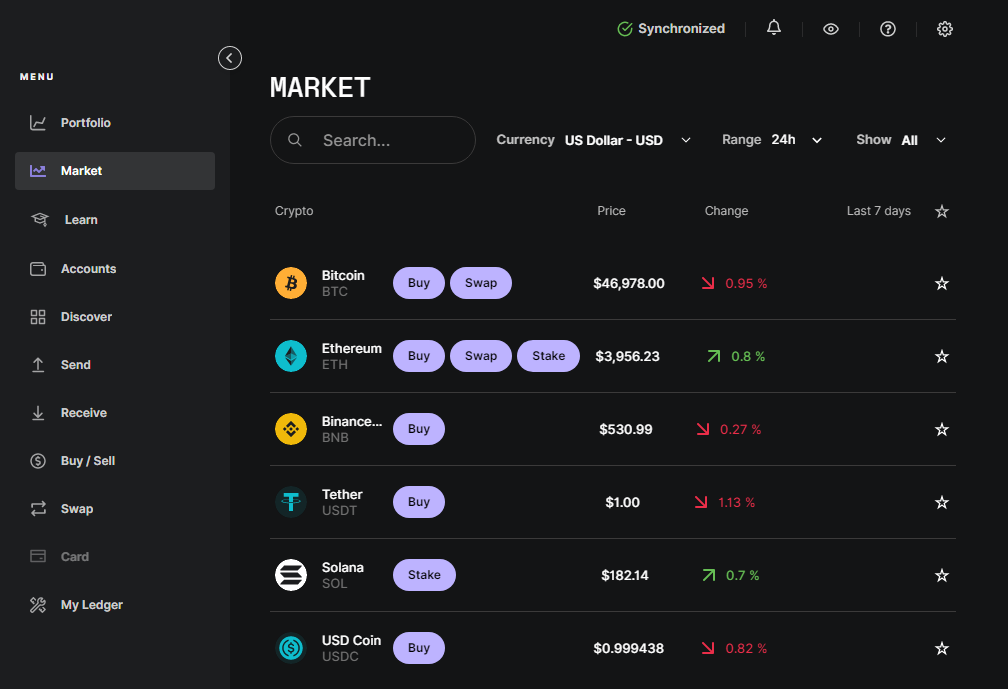 Synchronized
MENU
Portfolio
Market
Learn
Accounts
Discover
Send
Receive
Buy / Sell
Swap
Card
My Ledger
MARKET
Search...
Currency US Dollar - USD Range 24h Show All
Crypto Price Change Last 7 days
Bitcoin
BTC
Buy Swap $46,978.00 0.95 %
Ethereum
ETH
Buy Swap Stake $3,956.23 0.8 %
Binance...
BNB
Buy $530.99 0.27 %
Tether
USDT
Buy $1.00 1.13 %
Solana
SOL
Stake $182.14 0.7 %
USD Coin
USDC
Buy $0.999438 0.82 %